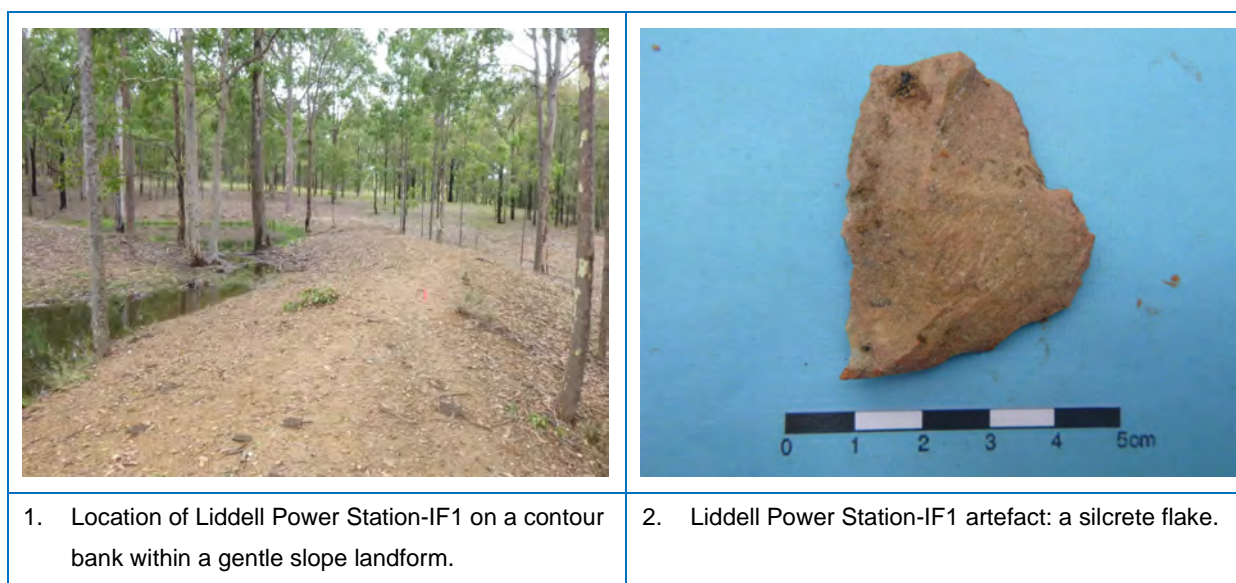 0 1 2 3 4 5cm
1. Location of Liddell Power Station-IF1 on a contour
bank within a gentle slope landform.
2. Liddell Power Station-IF1 artefact: a silcrete flake.